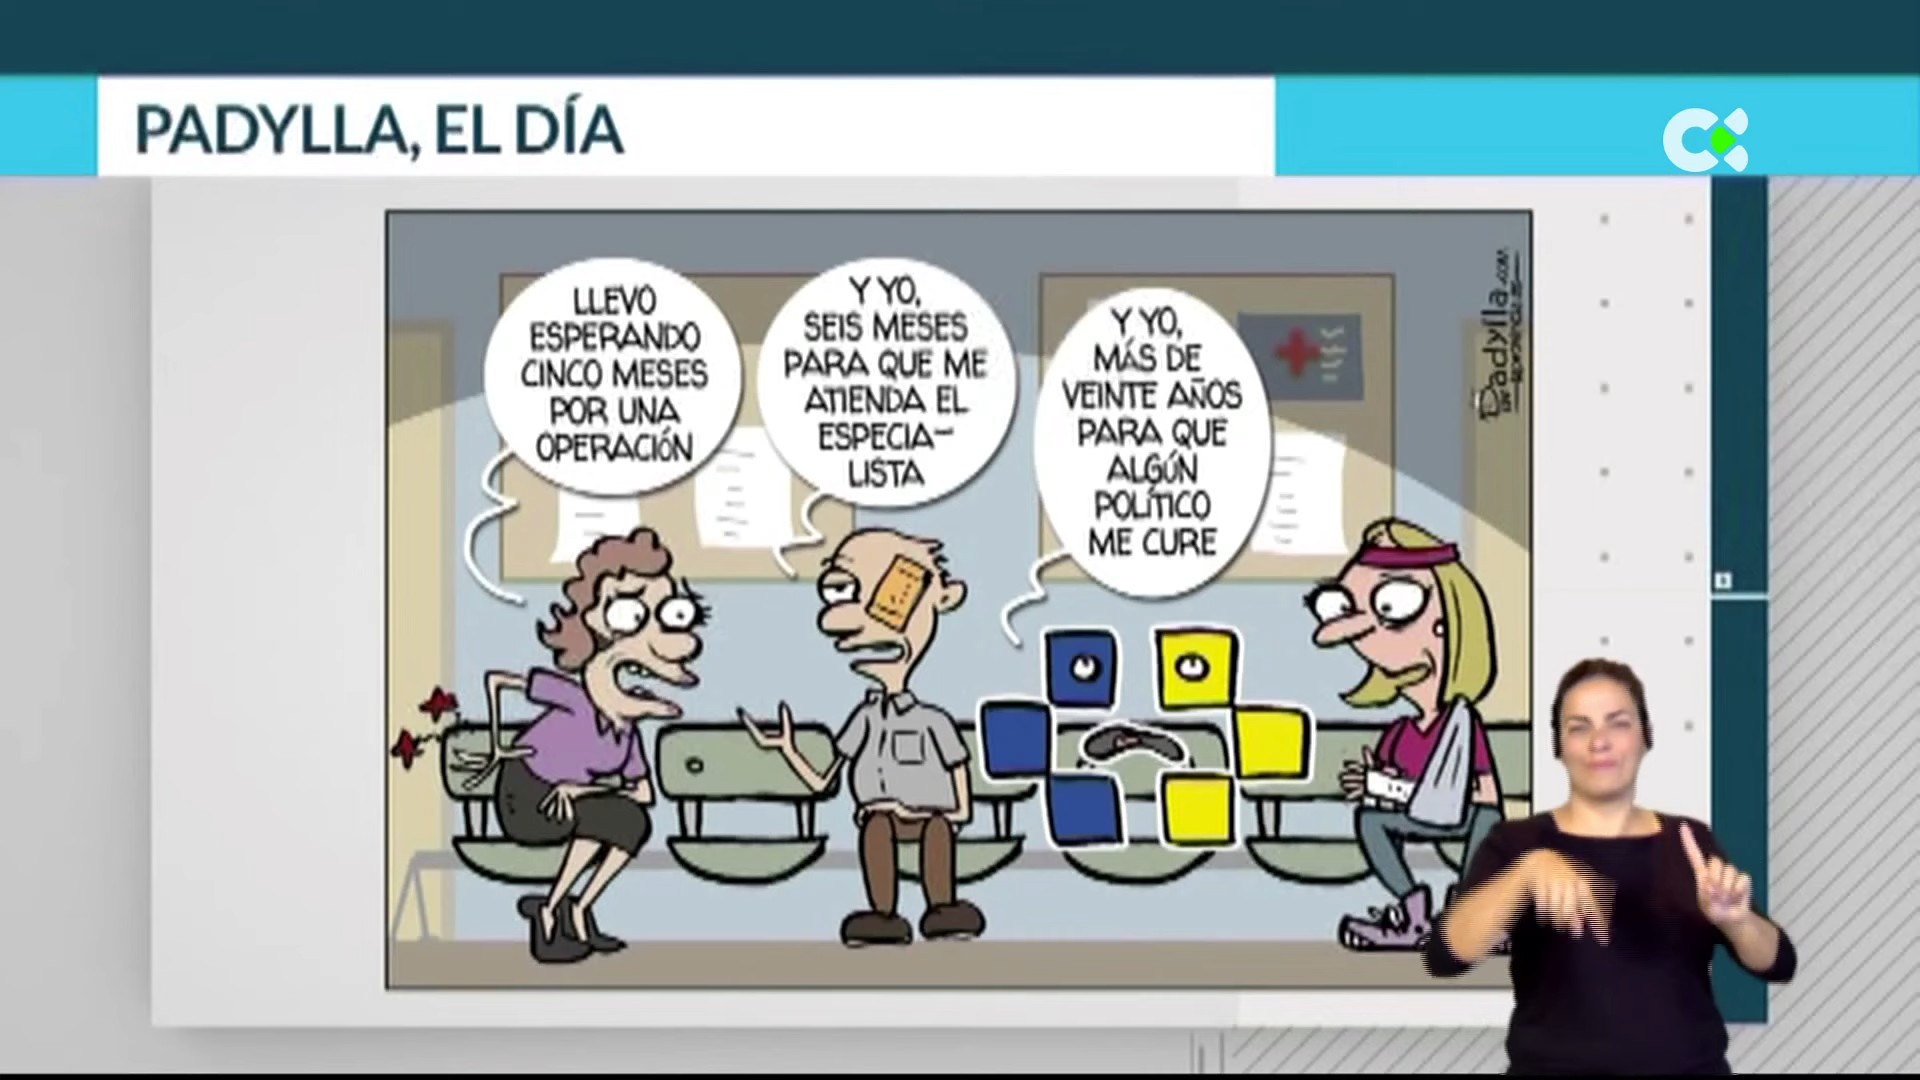 PADYLLA, EL DÍA
LLEVO
ESPERANDO
CINCO MESES
POR UNA
OPERACIÓN
Y YO,
SEIS MESES
PARA QUE ME
ATIENDA EL
ESPECIA-
LISTA
Y YO,
MÁS DE
VEINTE AÑOS
PARA QUE
ALGÚN
POLÍTICO
ME CURE
Padylla.com